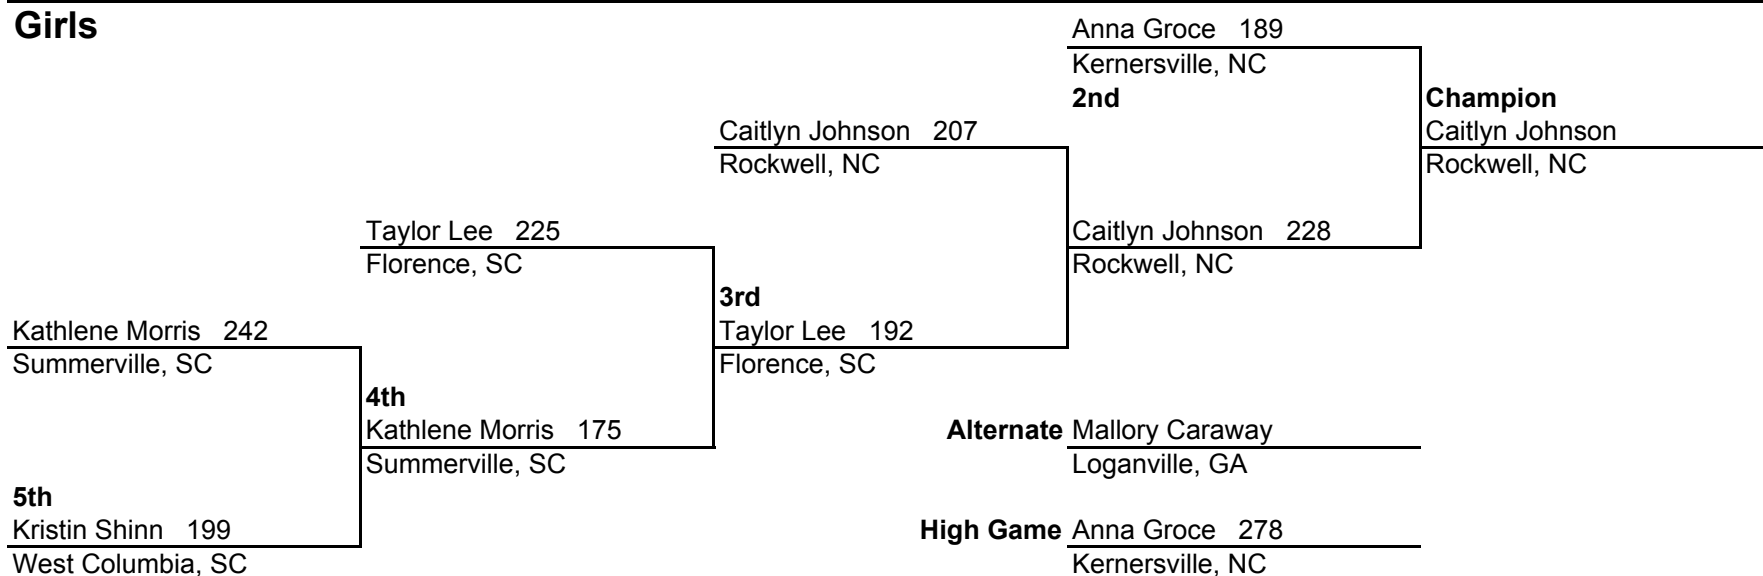 Girls
Anna Groce 189
Kernersville, NC
2nd
Champion
Caitlyn Johnson 207
Caitlyn Johnson
Rockwell, NC
Rockwell, NC
Taylor Lee 225
Caitlyn Johnson 228
Florence, SC
Rockwell, NC
3rd
Kathlene Morris 242
Taylor Lee 192
Summerville, SC
Florence, SC
4th
Kathlene Morris 175
Alternate Mallory Caraway
Summerville, SC
Loganville, GA
5th
Kristin Shinn 199
High Game Anna Groce 278
West Columbia, SC
Kernersville, NC